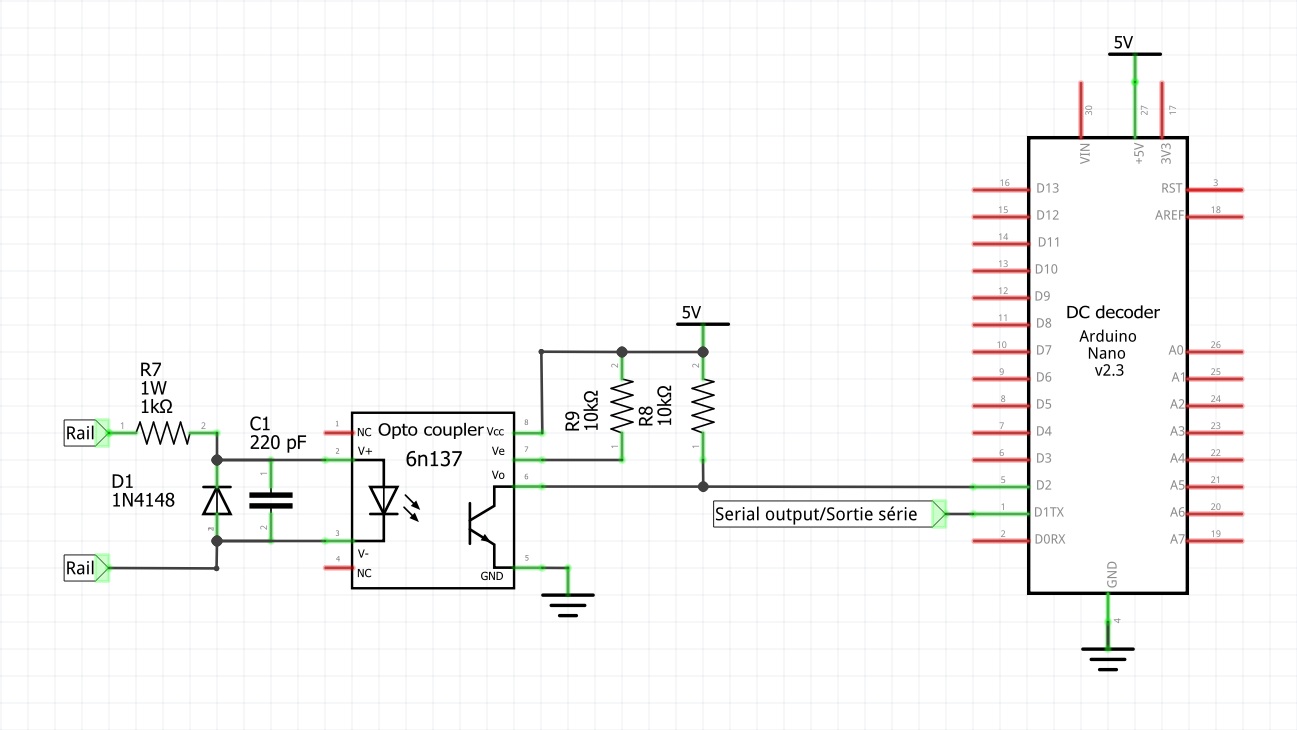 5V
30
27
17
VIN
+5V
3V3
16
D13
RST
3
15
D12
AREF
18
14
D11
13
D10
12
D9
11
D8
DC decoder
Arduino
Nano
v2.3
10
D7
A0
26
9
D6
A1
25
8
D5
A2
24
7
D4
A3
23
6
D3
A4
22
5
D2
A5
21
1
D1TX
A6
20
2
D0RX
A7
19
GND
4
5V
2
2
R9
10kΩ
R8
10kΩ
1
1
R7
1W
1kΩ
Rail
1
2
C1
220 pF
1
2
D1
1N4148
Rail
1
NC
Opto coupler
6n137
Vcc
8
2
V+
Ve
7
Vo
6
3
V-
4
NC
GND
5
Serial output/Sortie série